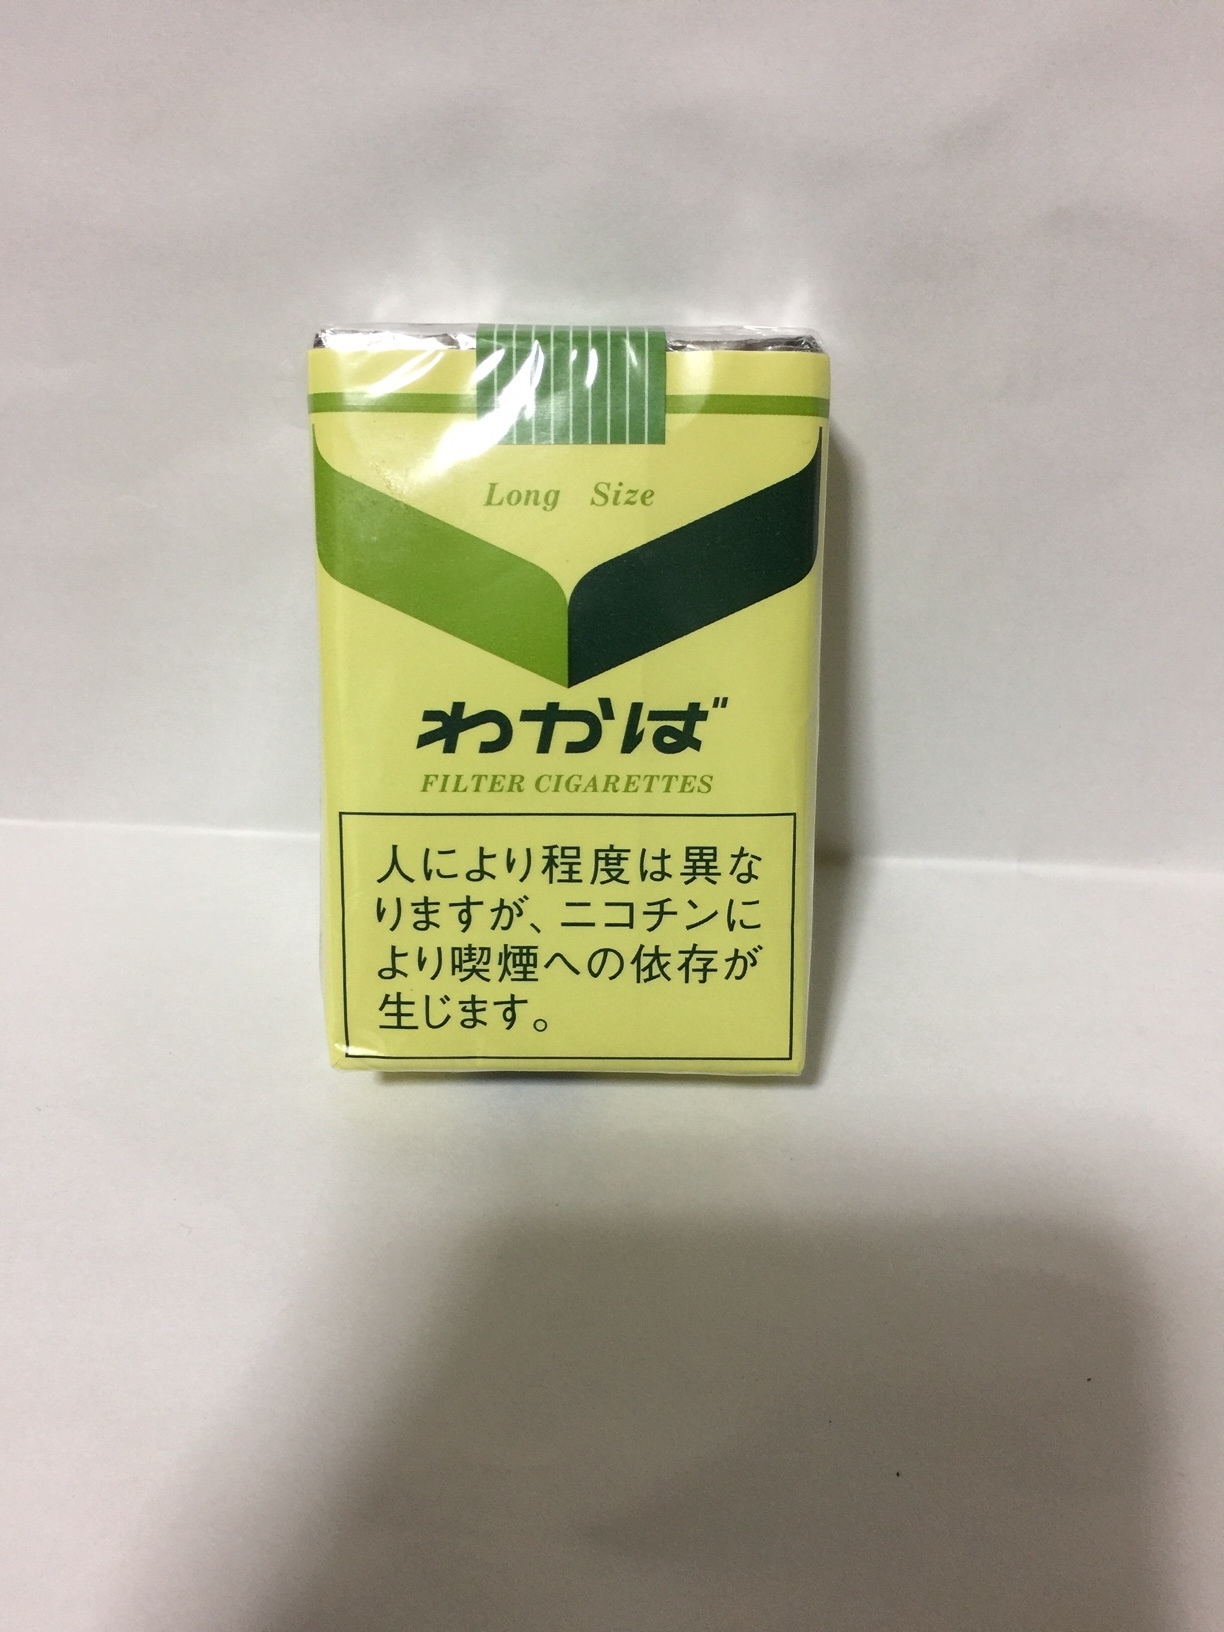 Long Size
わかば
FILTER CIGARETTES
人により程度は異な
りますが、ニコチンに
より喫煙への依存が
生じます。